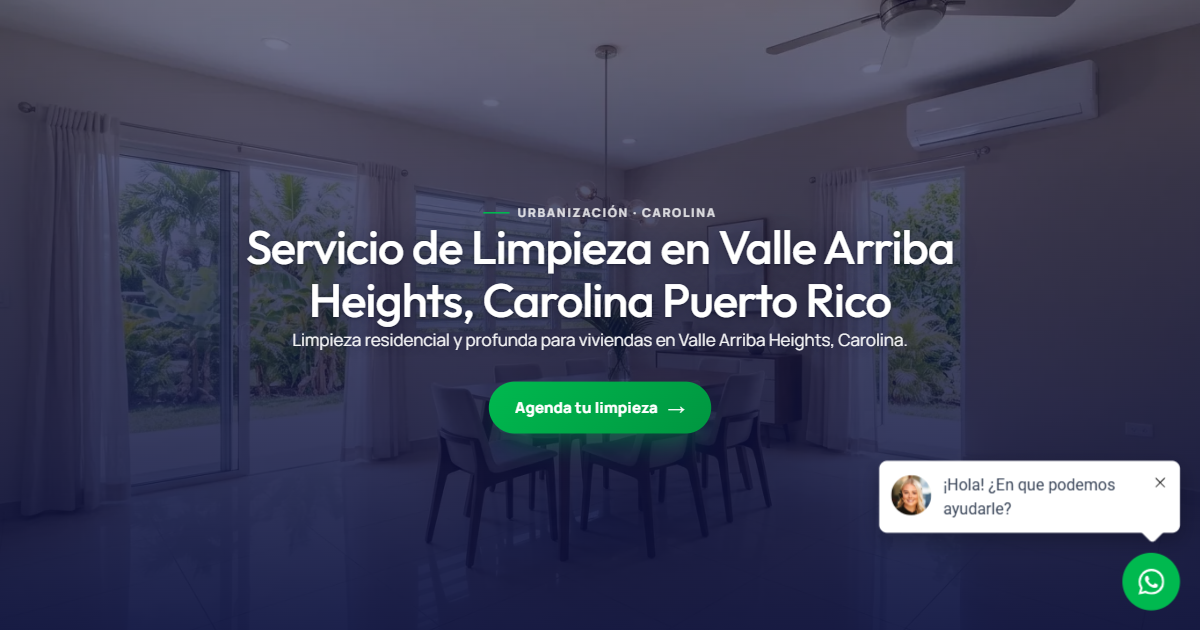 URBANIZACIÓN · CAROLINA
Servicio de Limpieza en Valle Arriba
Heights, Carolina Puerto Rico
Limpieza residencial y profunda para viviendas en Valle Arriba Heights, Carolina.
Agenda tu limpieza →
¡Hola! ¿En que podemos
ayudarle?